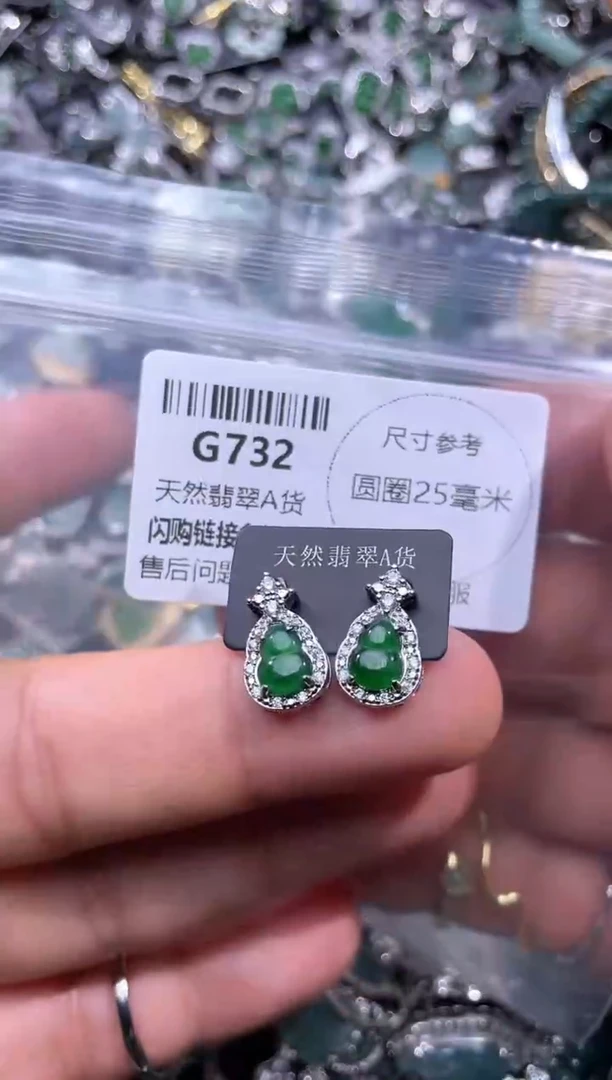 G732
天然翡翠A货
闪购链接
售后问题
尺寸参考
圆圈25毫米
服
天然翡翠A货